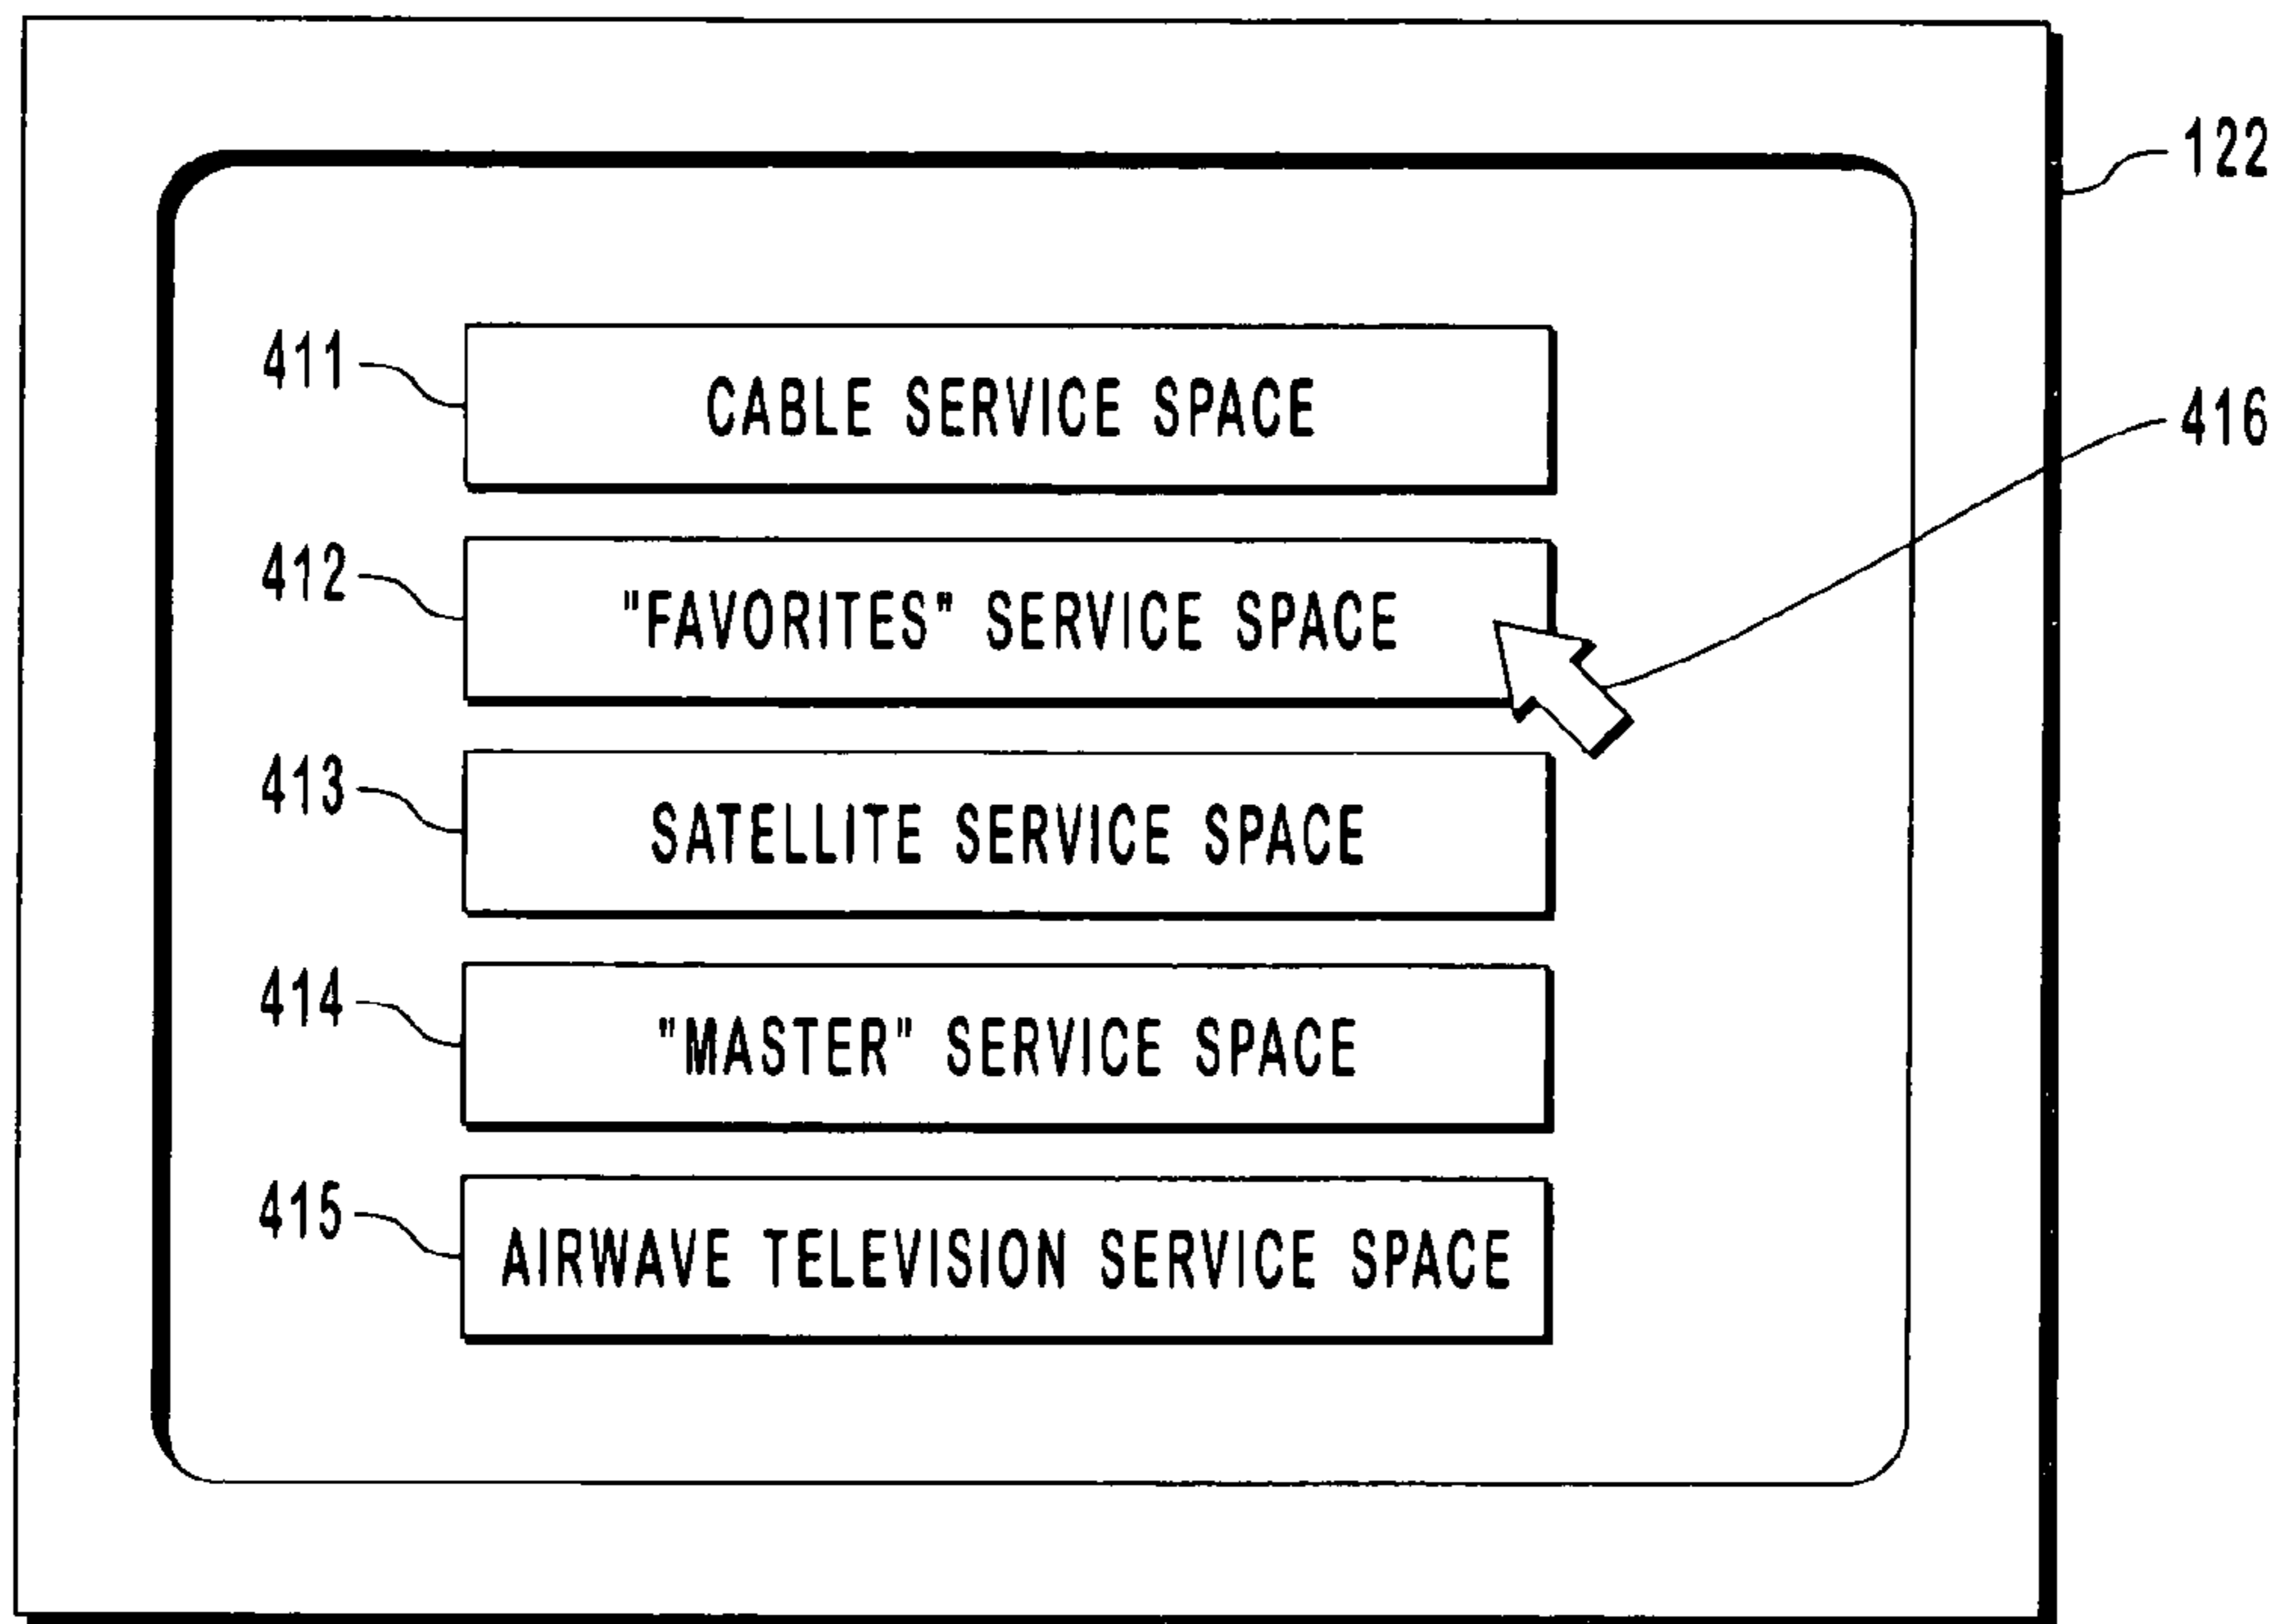 122
411
CABLE SERVICE SPACE
416
412
"FAVORITES" SERVICE SPACE
413
SATELLITE SERVICE SPACE
414
"MASTER" SERVICE SPACE
415
AIRWAVE TELEVISION SERVICE SPACE